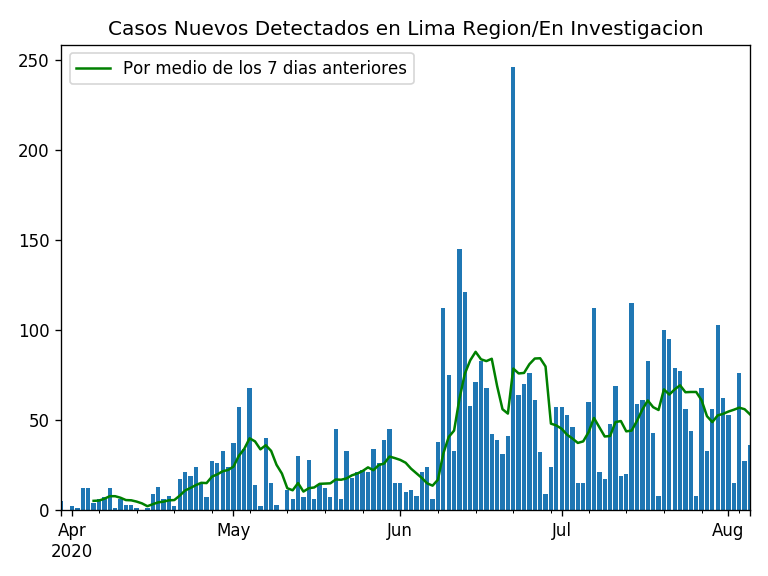 Casos Nuevos Detectados en Lima Region/En Investigacion
Por medio de los 7 dias anteriores
250
200
150
100
50
0
Apr
2020
May
Jun
Jul
Aug